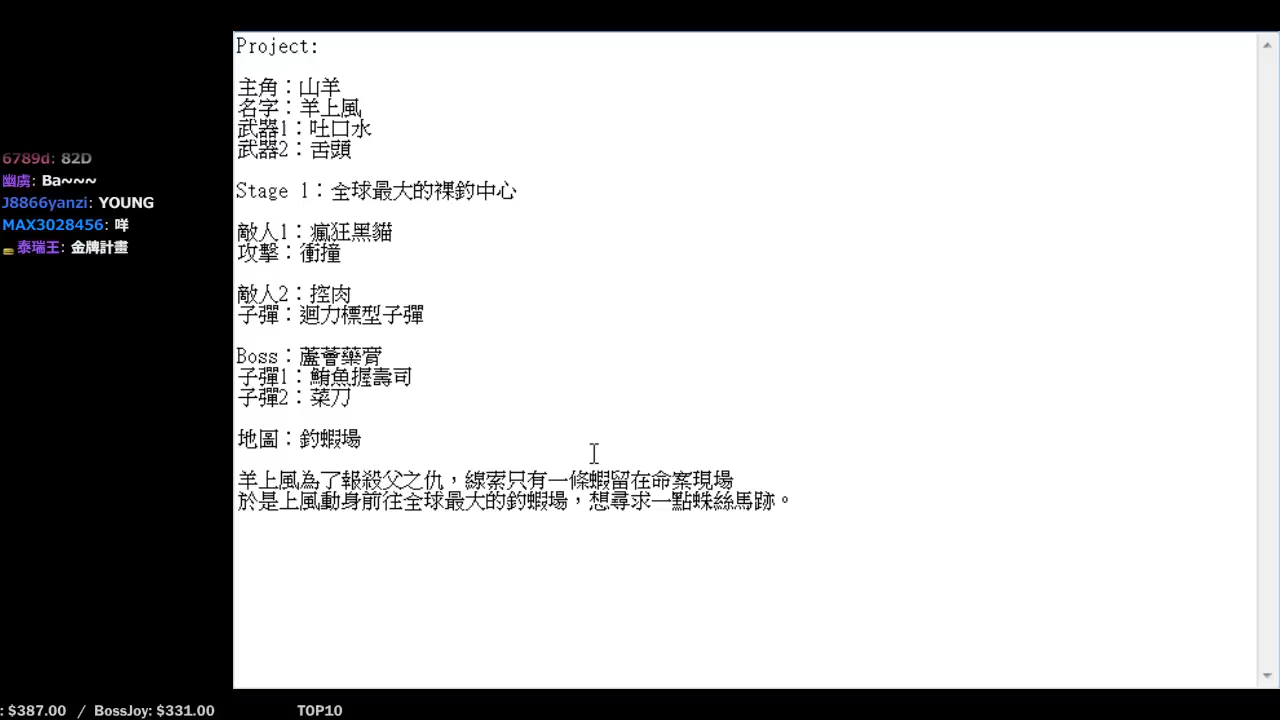 Project:
主角：山羊
名字：羊上風
武器1：吐口水
武器2：舌頭
Stage 1：全球最大的裸釣中心
敵人1：瘋狂黑貓
攻擊：衝撞
敵人2：控肉
子彈：迴力標型子彈
Boss：蘆薈藥膏
子彈1：鮪魚握壽司
子彈2：菜刀
地圖：釣蝦場
羊上風為了報殺父之仇，線索只有一條蝦留在命案現場
於是上風動身前往全球最大的釣蝦場，想尋求一點蛛絲馬跡。
6789d: 82D
幽虏: Ba~~~
J8866yanzi: YOUNG
MAX3028456: 咩
泰瑞王: 金牌計畫
: $387.00 / BossJoy: $331.00
TOP10